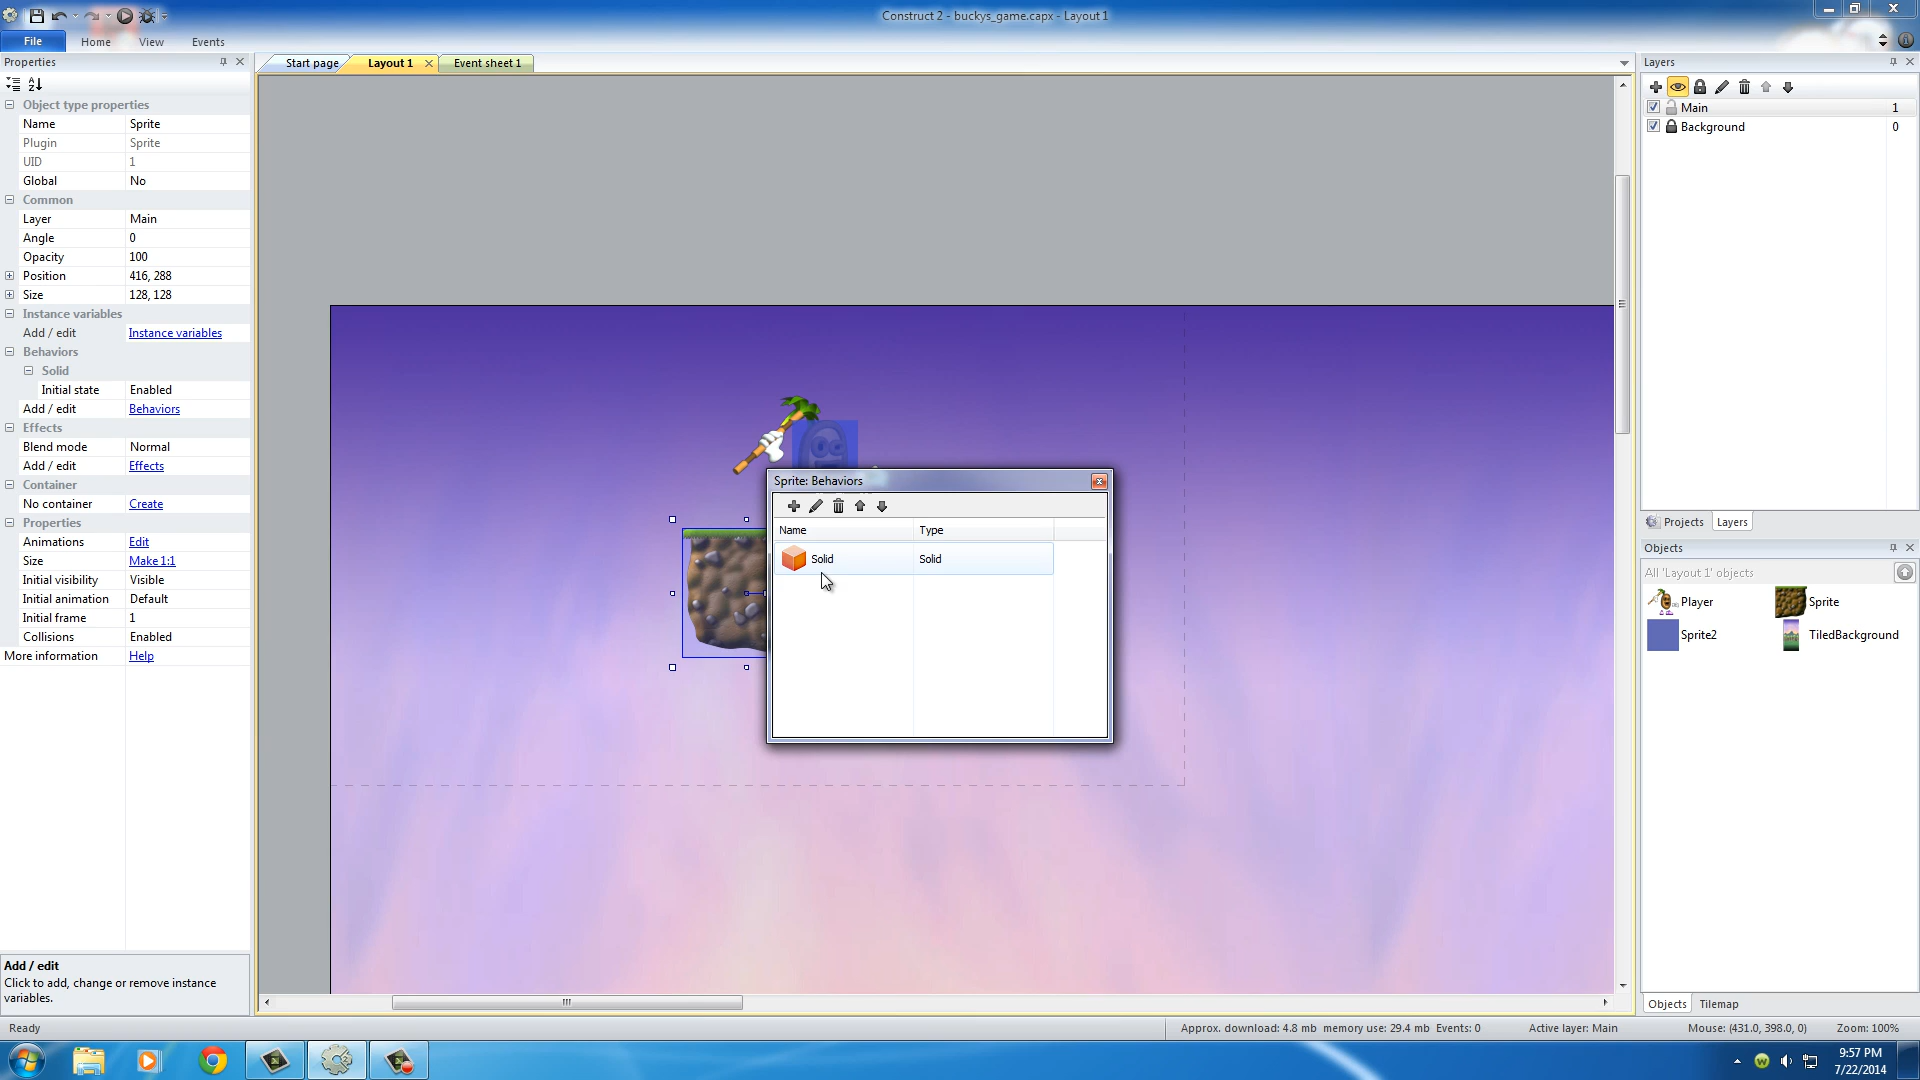 Construct 2 - buckys_game.capx - Layout 1
File
Home
View
Events
Properties
Object type properties
Name Sprite
Plugin Sprite
UID 1
Global No
Common
Layer Main
Angle 0
Opacity 100
Position 416, 288
Size 128, 128
Instance variables
Add / edit Instance variables
Behaviors
Solid
Initial state Enabled
Add / edit Behaviors
Effects
Blend mode Normal
Add / edit Effects
Container
No container Create
Properties
Animations Edit
Size Make 1:1
Initial visibility Visible
Initial animation Default
Initial frame 1
Collisions Enabled
More information Help
Add / edit
Click to add, change or remove instance
variables.
Start page
Layout 1
Event sheet 1
Sprite: Behaviors
Name Type
Solid Solid
Layers
Main 1
Background 0
Projects
Layers
Objects
All 'Layout 1' objects
Player
Sprite
Sprite2
TiledBackground
Objects
Tilemap
Ready
Approx. download: 4.8 mb memory use: 29.4 mb Events: 0
Active layer: Main
Mouse: (431.0, 398.0, 0)
Zoom: 100%
9:57 PM
7/22/2014